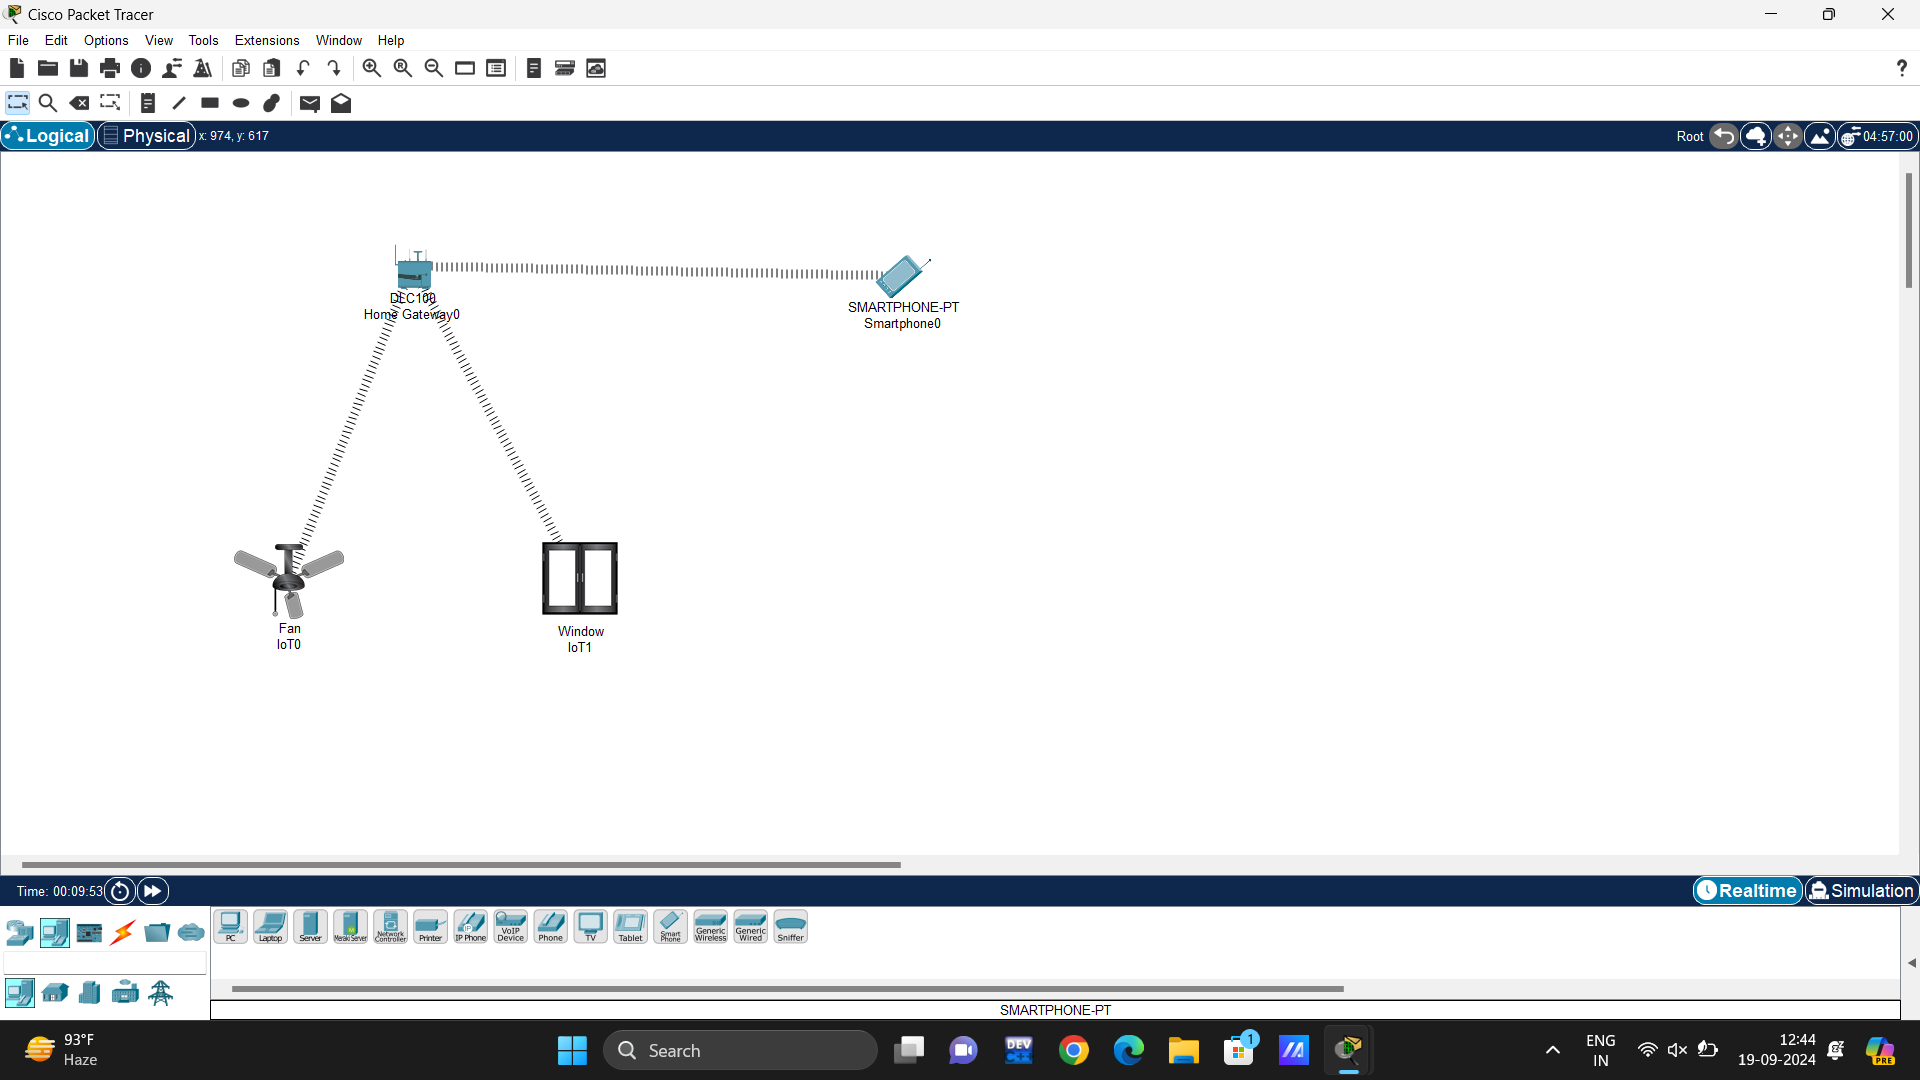 Cisco Packet Tracer
File Edit Options View Tools Extensions Window Help
?
Logical Physical x: 974, y: 617 Root 04:57:00
DLC100
Home Gateway0
SMARTPHONE-PT
Smartphone0
Fan
IoT0
Window
IoT1
Time: 00:09:53 Realtime Simulation
PC Laptop Server Meraki Server Network Controller Printer IP Phone VoIP Device Phone TV Tablet Smart Phone Generic Wireless Generic Wired Sniffer
SMARTPHONE-PT
93°F
Haze
Search
DEV
C++
1
ENG
IN
12:44
19-09-2024
PRE